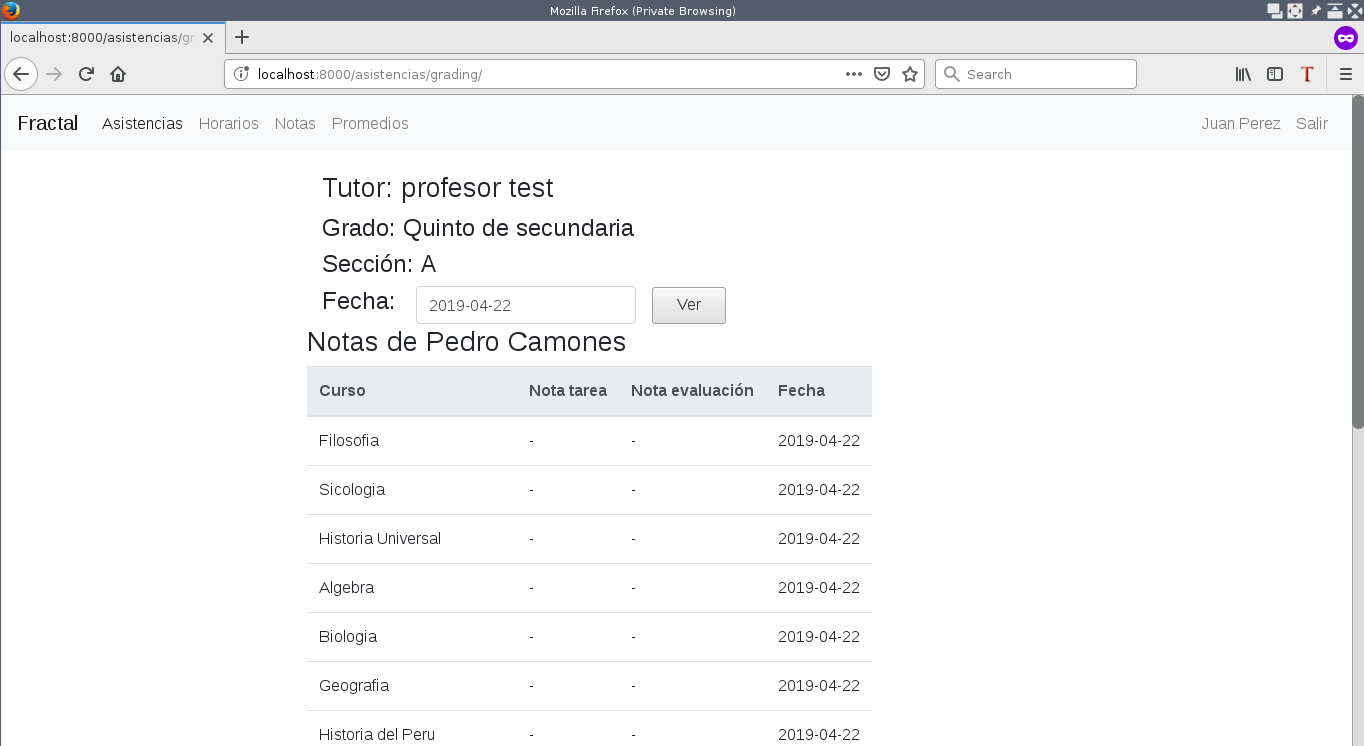 Mozilla Firefox (Private Browsing)
localhost:8000/asistencias/gr
localhost:8000/asistencias/grading/
Search
T
Fractal Asistencias Horarios Notas Promedios Juan Perez Salir
Tutor: profesor test
Grado: Quinto de secundaria
Sección: A
Fecha: 2019-04-22 Ver
Notas de Pedro Camones
Curso Nota tarea Nota evaluación Fecha
Filosofia - - 2019-04-22
Sicologia - - 2019-04-22
Historia Universal - - 2019-04-22
Algebra - - 2019-04-22
Biologia - - 2019-04-22
Geografia - - 2019-04-22
Historia del Peru - - 2019-04-22